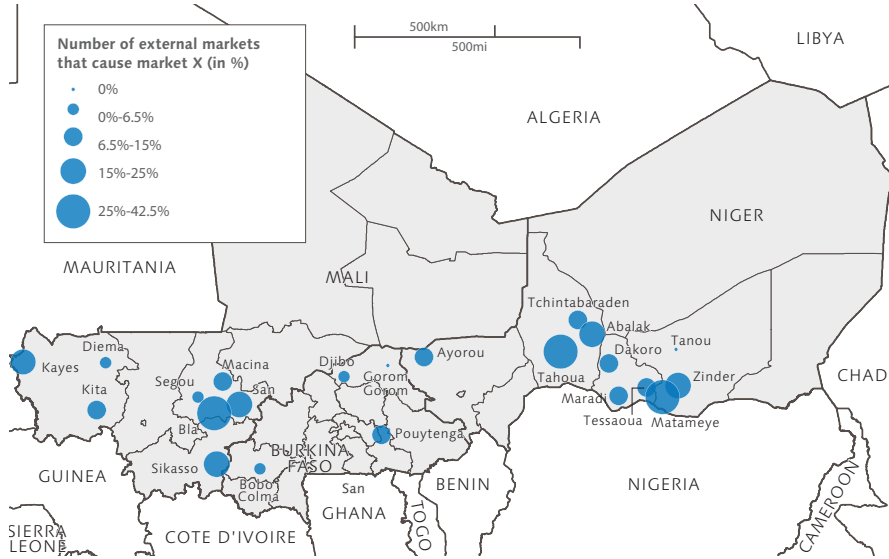 Number of external markets
that cause market X (in %)
0%
0%-6.5%
6.5%-15%
15%-25%
25%-42.5%
500km
500mi
LIBYA
ALGERIA
NIGER
MAURITANIA
MALI
Tchintabaraden
Abalak
Tanou
Diema
Macina
Djibo
Ayorou
Dakoro
Kayes
Gorom
Gorom
Tahoua
Zinder
CHAD
Kita
Segou
San
Maradi
Bla
Tessaoua
Matameye
Pouytenga
BURKINA
FASO
Sikasso
Bobo
Colma
GUINEA
San
BENIN
NIGERIA
CAMEROON
GHANA
TOGO
SIERRA
LEONE
COTE D'IVOIRE